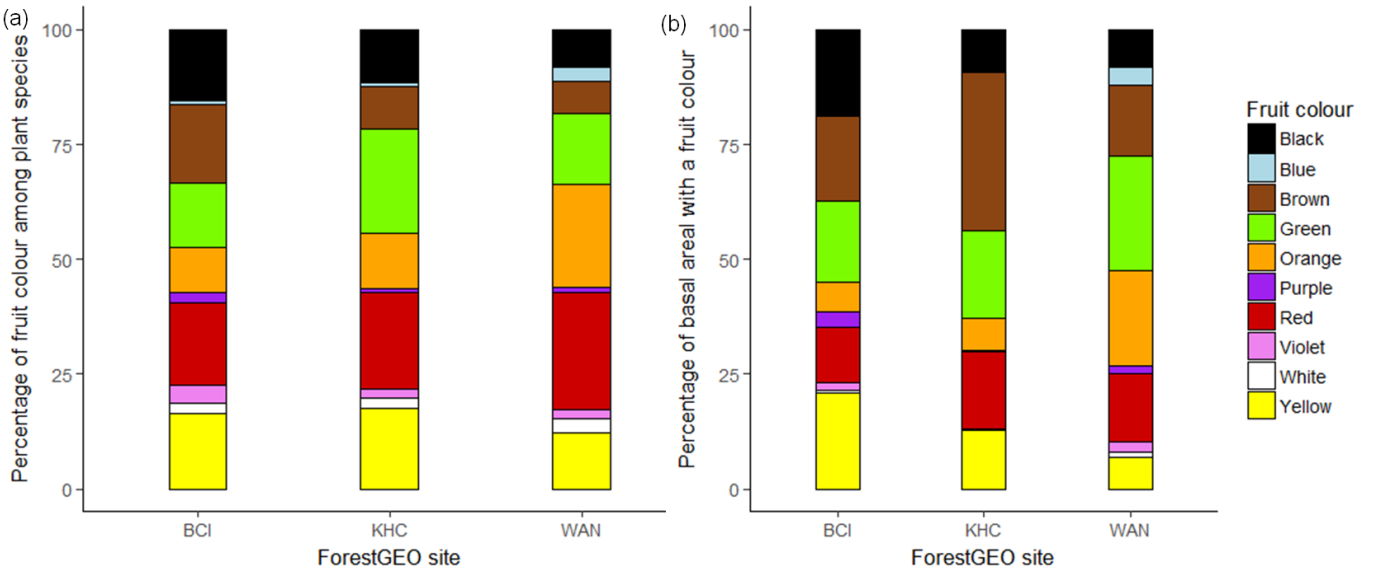 (a)
Percentage of fruit colour among plant species
100
75
50
25
0
BCI KHC WAN
ForestGEO site
(b)
Percentage of basal areal with a fruit colour
100
75
50
25
0
BCI KHC WAN
ForestGEO site
Fruit colour
Black
Blue
Brown
Green
Orange
Purple
Red
Violet
White
Yellow